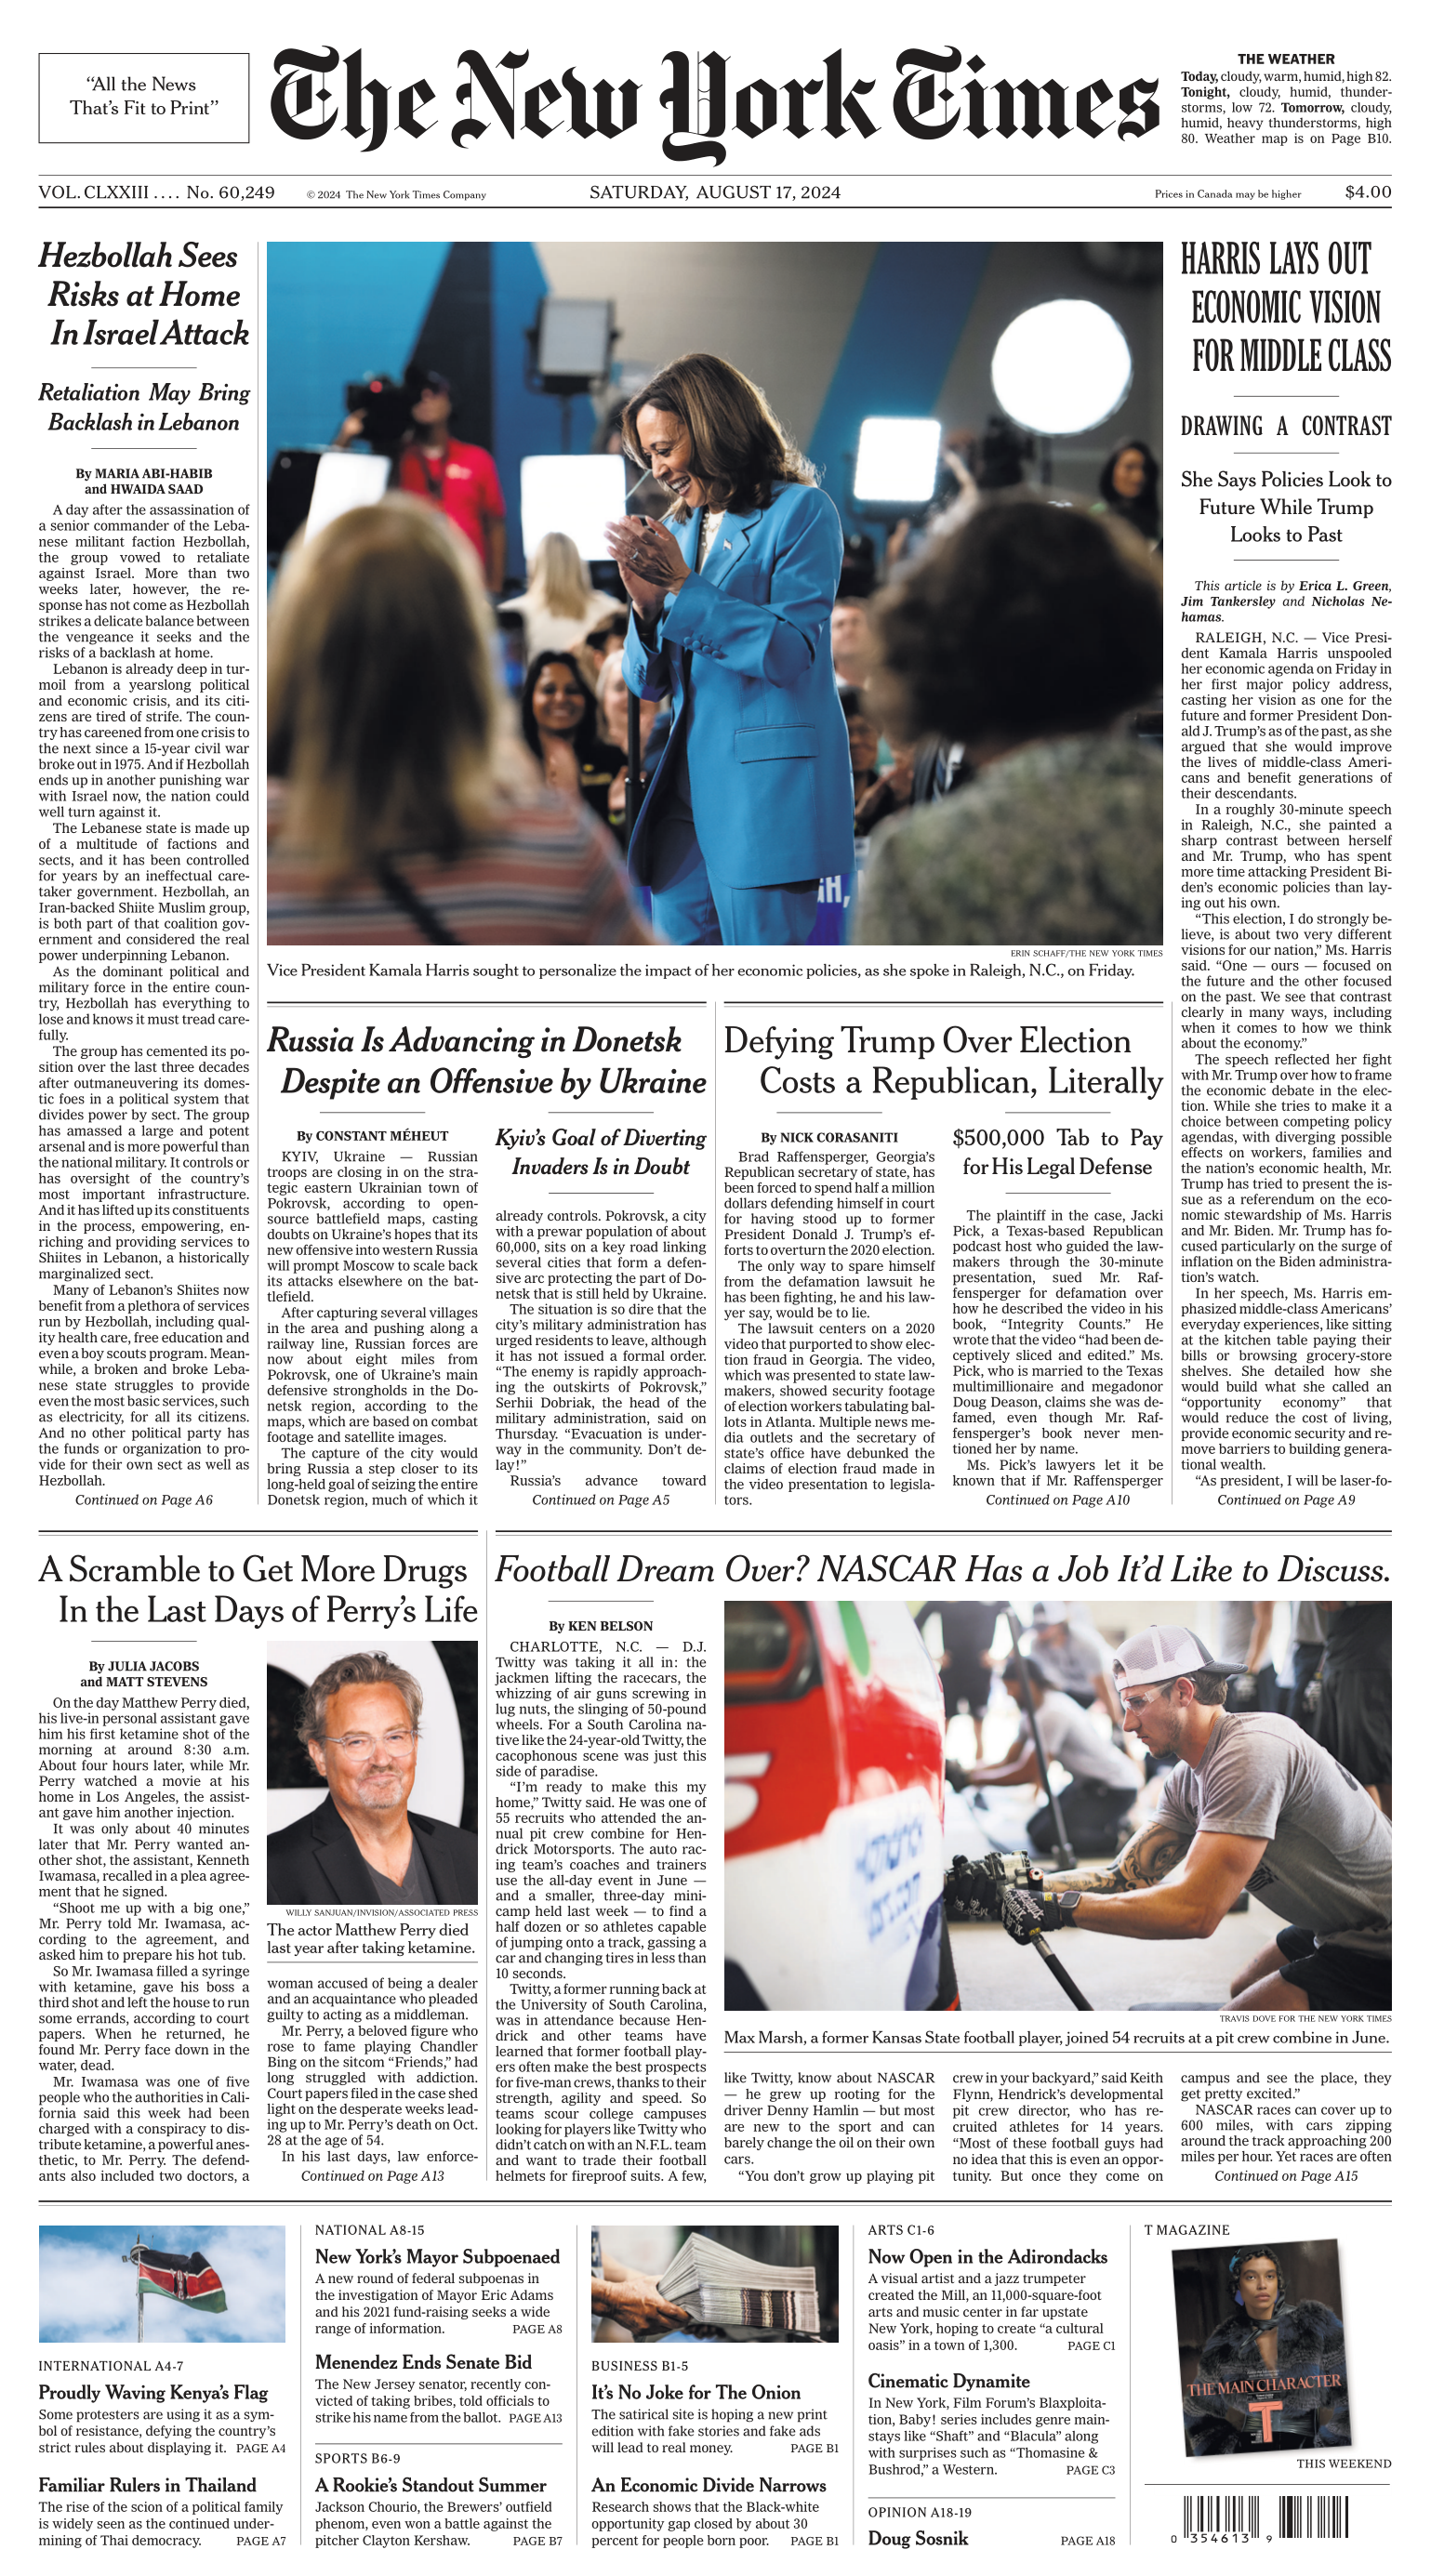 “All the News
That’s Fit to Print”
The New York Times
THE WEATHER
Today, cloudy, warm, humid, high 82.
Tonight, cloudy, humid, thunder-
storms, low 72. Tomorrow, cloudy,
humid, heavy thunderstorms, high
80. Weather map is on Page B10.
VOL. CLXXIII .... No. 60,249
© 2024 The New York Times Company
SATURDAY, AUGUST 17, 2024
Prices in Canada may be higher
$4.00
Hezbollah Sees
Risks at Home
In Israel Attack
Retaliation May Bring
Backlash in Lebanon
By MARIA ABI-HABIB
and HWAIDA SAAD
A day after the assassination of
a senior commander of the Leba-
nese militant faction Hezbollah,
the group vowed to retaliate
against Israel. More than two
weeks later, however, the re-
sponse has not come as Hezbollah
strikes a delicate balance between
the vengeance it seeks and the
risks of a backlash at home.
Lebanon is already deep in tur-
moil from a yearslong political
and economic crisis, and its citi-
zens are tired of strife. The coun-
try has careened from one crisis to
the next since a 15-year civil war
broke out in 1975. And if Hezbollah
ends up in another punishing war
with Israel now, the nation could
well turn against it.
The Lebanese state is made up
of a multitude of factions and
sects, and it has been controlled
for years by an ineffectual care-
taker government. Hezbollah, an
Iran-backed Shiite Muslim group,
is both part of that coalition gov-
ernment and considered the real
power underpinning Lebanon.
As the dominant political and
military force in the entire coun-
try, Hezbollah has everything to
lose and knows it must tread care-
fully.
The group has cemented its po-
sition over the last three decades
after outmaneuvering its domes-
tic foes in a political system that
divides power by sect. The group
has amassed a large and potent
arsenal and is more powerful than
the national military. It controls or
has oversight of the country’s
most important infrastructure.
And it has lifted up its constituents
in the process, empowering, en-
riching and providing services to
Shiites in Lebanon, a historically
marginalized sect.
Many of Lebanon’s Shiites now
benefit from a plethora of services
run by Hezbollah, including qual-
ity health care, free education and
even a boy scouts program. Mean-
while, a broken and broke Leba-
nese state struggles to provide
even the most basic services, such
as electricity, for all its citizens.
And no other political party has
the funds or organization to pro-
vide for their own sect as well as
Hezbollah.
Continued on Page A6
ERIN SCHAFF/THE NEW YORK TIMES
Vice President Kamala Harris sought to personalize the impact of her economic policies, as she spoke in Raleigh, N.C., on Friday.
Russia Is Advancing in Donetsk
Despite an Offensive by Ukraine
By CONSTANT MÉHEUT
KYIV, Ukraine — Russian
troops are closing in on the stra-
tegic eastern Ukrainian town of
Pokrovsk, according to open-
source battlefield maps, casting
doubts on Ukraine’s hopes that its
new offensive into western Russia
will prompt Moscow to scale back
its attacks elsewhere on the bat-
tlefield.
After capturing several villages
in the area and pushing along a
railway line, Russian forces are
now about eight miles from
Pokrovsk, one of Ukraine’s main
defensive strongholds in the Do-
netsk region, according to the
maps, which are based on combat
footage and satellite images.
The capture of the city would
bring Russia a step closer to its
long-held goal of seizing the entire
Donetsk region, much of which it
Kyiv’s Goal of Diverting
Invaders Is in Doubt
already controls. Pokrovsk, a city
with a prewar population of about
60,000, sits on a key road linking
several cities that form a defen-
sive arc protecting the part of Do-
netsk that is still held by Ukraine.
The situation is so dire that the
city’s military administration has
urged residents to leave, although
it has not issued a formal order.
“The enemy is rapidly approach-
ing the outskirts of Pokrovsk,”
Serhii Dobriak, the head of the
military administration, said on
Thursday. “Evacuation is under-
way in the community. Don’t de-
lay!”
Russia’s advance toward
Continued on Page A5
Defying Trump Over Election
Costs a Republican, Literally
By NICK CORASANITI
Brad Raffensperger, Georgia’s
Republican secretary of state, has
been forced to spend half a million
dollars defending himself in court
for having stood up to former
President Donald J. Trump’s ef-
forts to overturn the 2020 election.
The only way to spare himself
from the defamation lawsuit he
has been fighting, he and his law-
yer say, would be to lie.
The lawsuit centers on a 2020
video that purported to show elec-
tion fraud in Georgia. The video,
which was presented to state law-
makers, showed security footage
of election workers tabulating bal-
lots in Atlanta. Multiple news me-
dia outlets and the secretary of
state’s office have debunked the
claims of election fraud made in
the video presentation to legisla-
tors.
$500,000 Tab to Pay
for His Legal Defense
The plaintiff in the case, Jacki
Pick, a Texas-based Republican
podcast host who guided the law-
makers through the 30-minute
presentation, sued Mr. Raf-
fensperger for defamation over
how he described the video in his
book, “Integrity Counts.” He
wrote that the video “had been de-
ceptively sliced and edited.” Ms.
Pick, who is married to the Texas
multimillionaire and megadonor
Doug Deason, claims she was de-
famed, even though Mr. Raf-
fensperger’s book never men-
tioned her by name.
Ms. Pick’s lawyers let it be
known that if Mr. Raffensperger
Continued on Page A10
HARRIS LAYS OUT
ECONOMIC VISION
FOR MIDDLE CLASS
DRAWING A CONTRAST
She Says Policies Look to
Future While Trump
Looks to Past
This article is by Erica L. Green,
Jim Tankersley and Nicholas Ne-
hamas.
RALEIGH, N.C. — Vice Presi-
dent Kamala Harris unspooled
her economic agenda on Friday in
her first major policy address,
casting her vision as one for the
future and former President Don-
ald J. Trump’s as of the past, as she
argued that she would improve
the lives of middle-class Ameri-
cans and benefit generations of
their descendants.
In a roughly 30-minute speech
in Raleigh, N.C., she painted a
sharp contrast between herself
and Mr. Trump, who has spent
more time attacking President Bi-
den’s economic policies than lay-
ing out his own.
“This election, I do strongly be-
lieve, is about two very different
visions for our nation,” Ms. Harris
said. “One — ours — focused on
the future and the other focused
on the past. We see that contrast
clearly in many ways, including
when it comes to how we think
about the economy.”
The speech reflected her fight
with Mr. Trump over how to frame
the economic debate in the elec-
tion. While she tries to make it a
choice between competing policy
agendas, with diverging possible
effects on workers, families and
the nation’s economic health, Mr.
Trump has tried to present the is-
sue as a referendum on the eco-
nomic stewardship of Ms. Harris
and Mr. Biden. Mr. Trump has fo-
cused particularly on the surge of
inflation on the Biden administra-
tion’s watch.
In her speech, Ms. Harris em-
phasized middle-class Americans’
everyday experiences, like sitting
at the kitchen table paying their
bills or browsing grocery-store
shelves. She detailed how she
would build what she called an
“opportunity economy” that
would reduce the cost of living,
provide economic security and re-
move barriers to building genera-
tional wealth.
“As president, I will be laser-fo-
Continued on Page A9
A Scramble to Get More Drugs
In the Last Days of Perry’s Life
By JULIA JACOBS
and MATT STEVENS
On the day Matthew Perry died,
his live-in personal assistant gave
him his first ketamine shot of the
morning at around 8:30 a.m.
About four hours later, while Mr.
Perry watched a movie at his
home in Los Angeles, the assist-
ant gave him another injection.
It was only about 40 minutes
later that Mr. Perry wanted an-
other shot, the assistant, Kenneth
Iwamasa, recalled in a plea agree-
ment that he signed.
“Shoot me up with a big one,”
Mr. Perry told Mr. Iwamasa, ac-
cording to the agreement, and
asked him to prepare his hot tub.
So Mr. Iwamasa filled a syringe
with ketamine, gave his boss a
third shot and left the house to run
some errands, according to court
papers. When he returned, he
found Mr. Perry face down in the
water, dead.
Mr. Iwamasa was one of five
people who the authorities in Cali-
fornia said this week had been
charged with a conspiracy to dis-
tribute ketamine, a powerful anes-
thetic, to Mr. Perry. The defend-
ants also included two doctors, a
WILLY SANJUAN/INVISION/ASSOCIATED PRESS
The actor Matthew Perry died
last year after taking ketamine.
woman accused of being a dealer
and an acquaintance who pleaded
guilty to acting as a middleman.
Mr. Perry, a beloved figure who
rose to fame playing Chandler
Bing on the sitcom “Friends,” had
long struggled with addiction.
Court papers filed in the case shed
light on the desperate weeks lead-
ing up to Mr. Perry’s death on Oct.
28 at the age of 54.
In his last days, law enforce-
Continued on Page A13
Football Dream Over? NASCAR Has a Job It’d Like to Discuss.
By KEN BELSON
CHARLOTTE, N.C. — D.J.
Twitty was taking it all in: the
jackmen lifting the racecars, the
whizzing of air guns screwing in
lug nuts, the slinging of 50-pound
wheels. For a South Carolina na-
tive like the 24-year-old Twitty, the
cacophonous scene was just this
side of paradise.
“I’m ready to make this my
home,” Twitty said. He was one of
55 recruits who attended the an-
nual pit crew combine for Hen-
drick Motorsports. The auto rac-
ing team’s coaches and trainers
use the all-day event in June —
and a smaller, three-day mini-
camp held last week — to find a
half dozen or so athletes capable
of jumping onto a track, gassing a
car and changing tires in less than
10 seconds.
Twitty, a former running back at
the University of South Carolina,
was in attendance because Hen-
drick and other teams have
learned that former football play-
ers often make the best prospects
for five-man crews, thanks to their
strength, agility and speed. So
teams scour college campuses
looking for players like Twitty who
didn’t catch on with an N.F.L. team
and want to trade their football
helmets for fireproof suits. A few,
TRAVIS DOVE FOR THE NEW YORK TIMES
Max Marsh, a former Kansas State football player, joined 54 recruits at a pit crew combine in June.
like Twitty, know about NASCAR
— he grew up rooting for the
driver Denny Hamlin — but most
are new to the sport and can
barely change the oil on their own
cars.
“You don’t grow up playing pit
crew in your backyard,” said Keith
Flynn, Hendrick’s developmental
pit crew director, who has re-
cruited athletes for 14 years.
“Most of these football guys had
no idea that this is even an oppor-
tunity. But once they come on
campus and see the place, they
get pretty excited.”
NASCAR races can cover up to
600 miles, with cars zipping
around the track approaching 200
miles per hour. Yet races are often
Continued on Page A15
INTERNATIONAL A4-7
Proudly Waving Kenya’s Flag
Some protesters are using it as a sym-
bol of resistance, defying the country’s
strict rules about displaying it. PAGE A4
Familiar Rulers in Thailand
The rise of the scion of a political family
is widely seen as the continued under-
mining of Thai democracy. PAGE A7
NATIONAL A8-15
New York’s Mayor Subpoenaed
A new round of federal subpoenas in
the investigation of Mayor Eric Adams
and his 2021 fund-raising seeks a wide
range of information. PAGE A8
Menendez Ends Senate Bid
The New Jersey senator, recently con-
victed of taking bribes, told officials to
strike his name from the ballot. PAGE A13
SPORTS B6-9
A Rookie’s Standout Summer
Jackson Chourio, the Brewers’ outfield
phenom, even won a battle against the
pitcher Clayton Kershaw. PAGE B7
BUSINESS B1-5
It’s No Joke for The Onion
The satirical site is hoping a new print
edition with fake stories and fake ads
will lead to real money. PAGE B1
An Economic Divide Narrows
Research shows that the Black-white
opportunity gap closed by about 30
percent for people born poor. PAGE B1
ARTS C1-6
Now Open in the Adirondacks
A visual artist and a jazz trumpeter
created the Mill, an 11,000-square-foot
arts and music center in far upstate
New York, hoping to create “a cultural
oasis” in a town of 1,300. PAGE C1
Cinematic Dynamite
In New York, Film Forum’s Blaxploita-
tion, Baby! series includes genre main-
stays like “Shaft” and “Blacula” along
with surprises such as “Thomasine &
Bushrod,” a Western. PAGE C3
OPINION A18-19
Doug Sosnik PAGE A18
T MAGAZINE
THE MAIN CHARACTER
T
THIS WEEKEND
0 354613 9